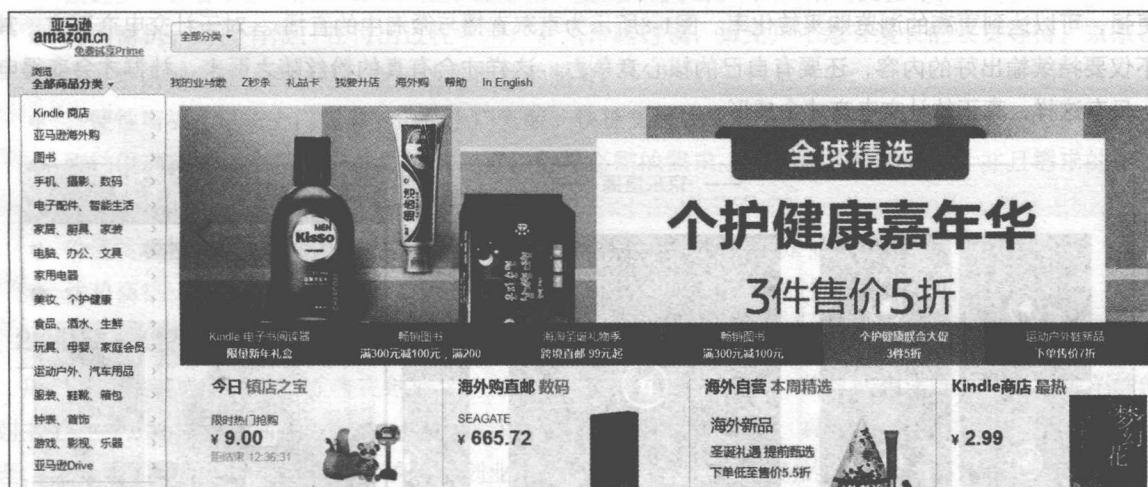 亚马逊
amazon.cn
免费试享Prime
全部分类
浏览
全部商品分类
我的亚马逊 Z秒杀 礼品卡 我要开店 海外购 帮助 In English
Kindle 商店
亚马逊海外购
图书
手机、摄影、数码
电子配件、智能生活
家居、厨具、家装
电脑、办公、文具
家用电器
美妆、个护健康
食品、酒水、生鲜
玩具、母婴、家庭会员
运动户外、汽车用品
服装、鞋靴、箱包
钟表、首饰
游戏、影视、乐器
亚马逊Drive
MEN
Kisso
全球精选
个护健康嘉年华
3件售价5折
Kindle 电子书阅读器
限量新年礼盒
畅销图书
满300元减100元，满200
圣诞礼物季
跨境直邮 99元起
畅销图书
满300元减100元
个护健康联合大促
3件5折
运动户外鞋新品
下单售价7折
今日 镇店之宝
限时热门抢购
¥ 9.00
距结束 12:36:31
海外购直邮 数码
SEAGATE
¥ 665.72
海外自营 本周精选
海外新品
圣诞礼遇 提前甄选
下单低至售价5.5折
Kindle商店 最热
¥ 2.99